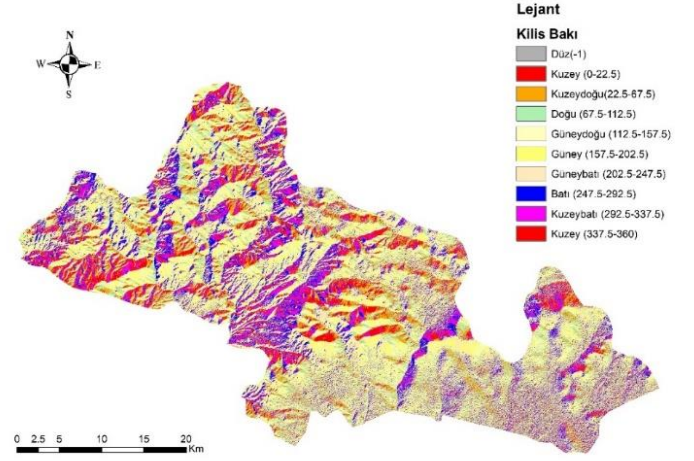 Lejant
Kilis Bakı
Düz(-1)
Kuzey (0-22.5)
Kuzeydoğu(22.5-67.5)
Doğu (67.5-112.5)
Güneydoğu (112.5-157.5)
Güney (157.5-202.5)
Güneybatı (202.5-247.5)
Batı (247.5-292.5)
Kuzeybatı (292.5-337.5)
Kuzey (337.5-360)
N
W E
S
0 2.5 5 10 15 20
Km